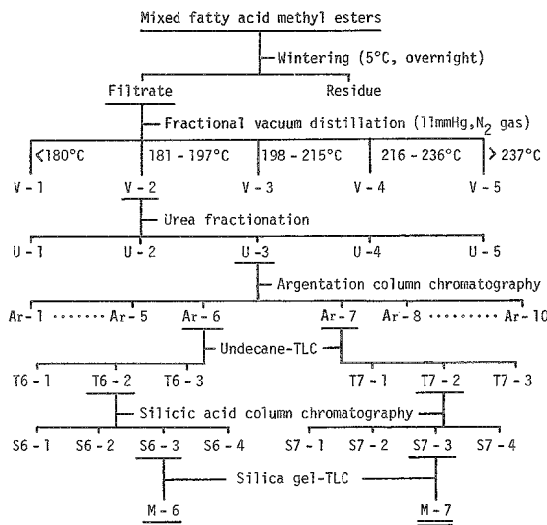 Mixed fatty acid methyl esters
Wintering (5°C, overnight)
Filtrate Residue
Fractional vacuum distillation (11mmHg,N2 gas)
<180°C 181 - 197°C 198 - 215°C 216 - 236°C > 237°C
V - 1 V - 2 V - 3 V - 4 V - 5
Urea fractionation
U - 1 U - 2 U - 3 U - 4 U - 5
Argentation column chromatography
Ar-1 ······· Ar-5 Ar-6 Ar-7 Ar-8 ········· Ar-10
Undecane-TLC
T6 - 1 T6 - 2 T6 - 3 T7 - 1 T7 - 2 T7 - 3
Silicic acid column chromatography
S6 - 1 S6 - 2 S6 - 3 S6 - 4 S7 - 1 S7 - 2 S7 - 3 S7 - 4
Silica gel-TLC
M - 6 M - 7